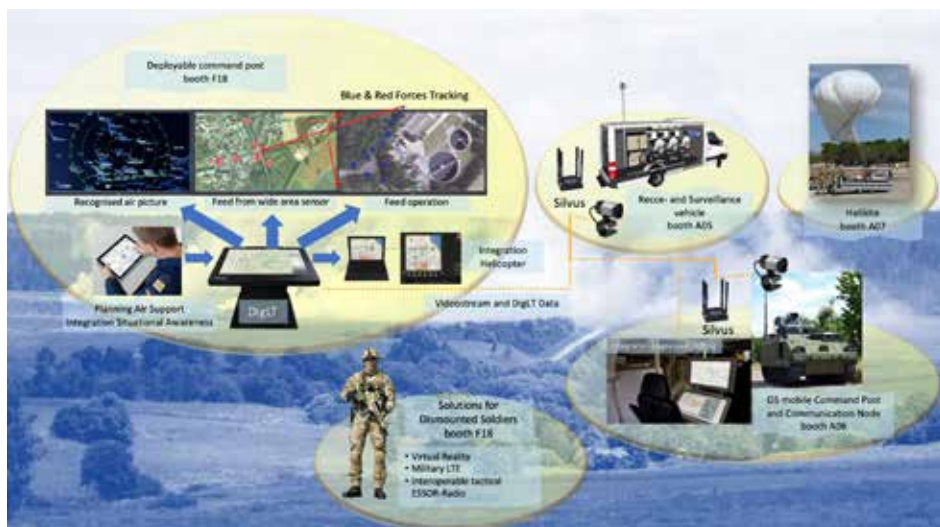 Deployable command post
booth F18
Blue & Red Forces Tracking
Recognised air picture
Feed from wide area sensor
Feed operation
Planning Air Support
Integration Situational Awareness
DigLT
Integration
Helicopter
Videostream and DigLT Data
Silvus
Recce- and Surveillance
vehicle
booth A05
Helikite
booth A07
Silvus
GS mobile Command Post
and Communication Node
booth A06
Solutions for
Dismounted Soldiers
booth F18
• Virtual Reality
• Military LTE
• Interoperable tactical
ESSOR-Radio